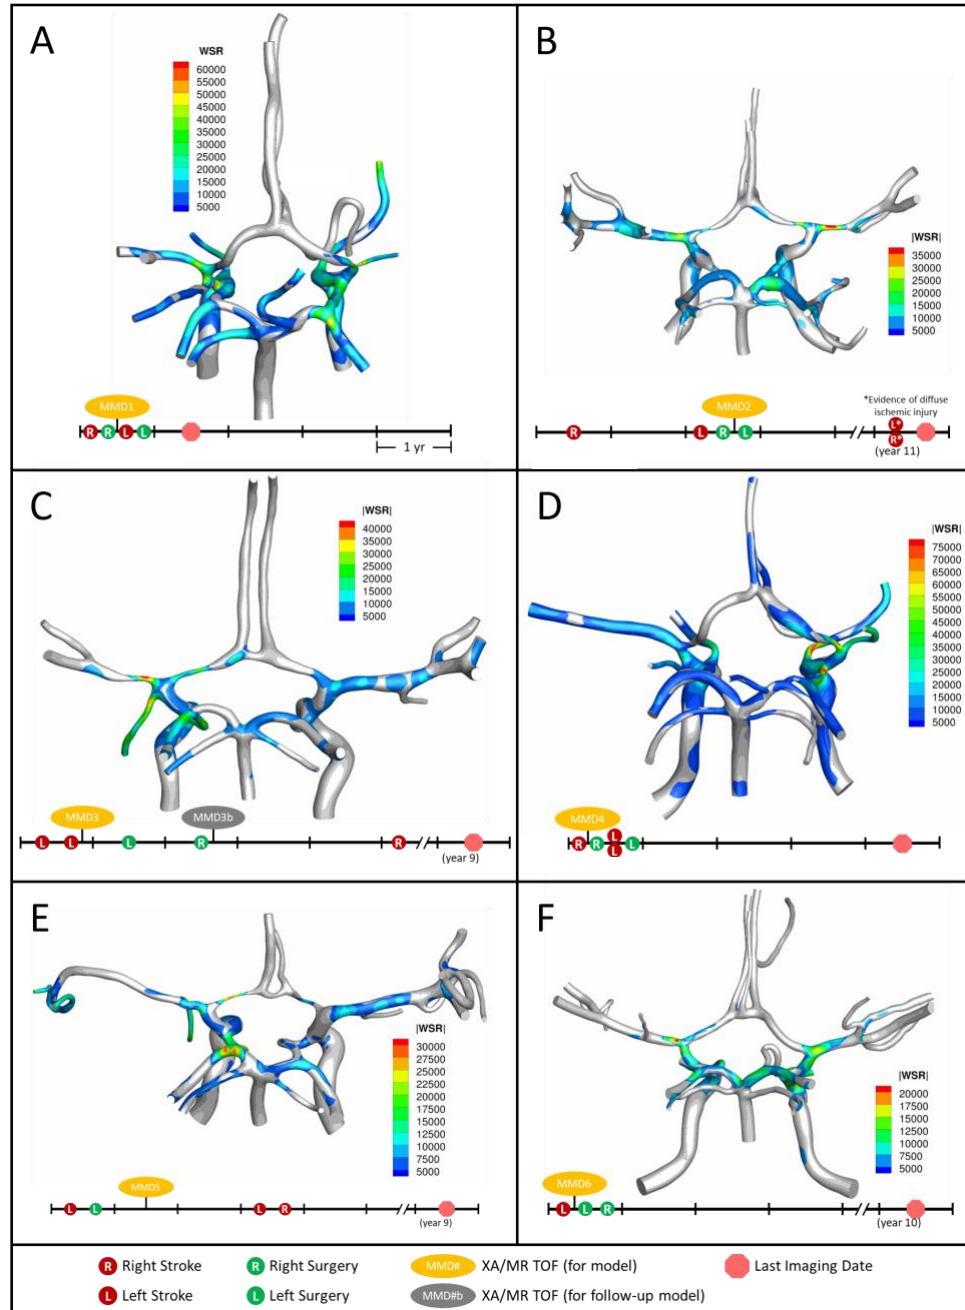 A
WSR
60000
55000
50000
45000
40000
35000
30000
25000
20000
15000
10000
5000
MMD1
R R L L
1 yr
B
|WSR|
35000
30000
25000
20000
15000
10000
5000
MMD2
*Evidence of diffuse
ischemic injury
R L R L L*
R*
(year 11)
C
|WSR|
40000
35000
30000
25000
20000
15000
10000
5000
MMD3 MMD3b
L L L R R
(year 9)
D
|WSR|
75000
70000
65000
60000
55000
50000
45000
40000
35000
30000
25000
20000
15000
10000
5000
MMD4
L
R R L
L
E
|WSR|
30000
27500
25000
22500
20000
17500
15000
12500
10000
7500
5000
MMD5
L L L R
(year 9)
F
|WSR|
20000
17500
15000
12500
10000
7500
5000
MMD6
L L R
(year 10)
R Right Stroke R Right Surgery MMD# XA/MR TOF (for model) Last Imaging Date
L Left Stroke L Left Surgery MMD#b XA/MR TOF (for follow-up model)